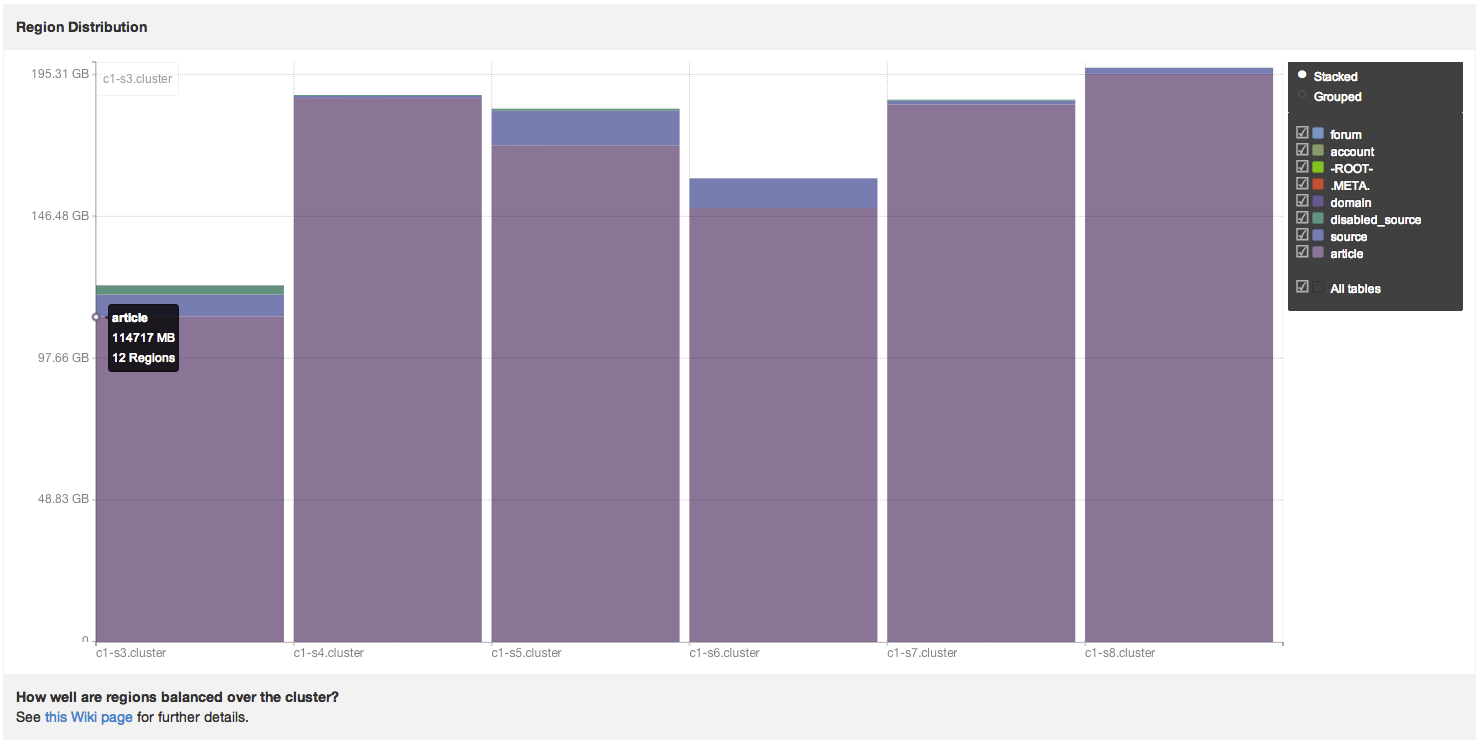 Region Distribution
195.31 GB
c1-s3.cluster
146.48 GB
97.66 GB
48.83 GB
0
article
114717 MB
12 Regions
c1-s3.cluster
c1-s4.cluster
c1-s5.cluster
c1-s6.cluster
c1-s7.cluster
c1-s8.cluster
Stacked
Grouped
forum
account
-ROOT-
.META.
domain
disabled_source
source
article
All tables
How well are regions balanced over the cluster?
See this Wiki page for further details.